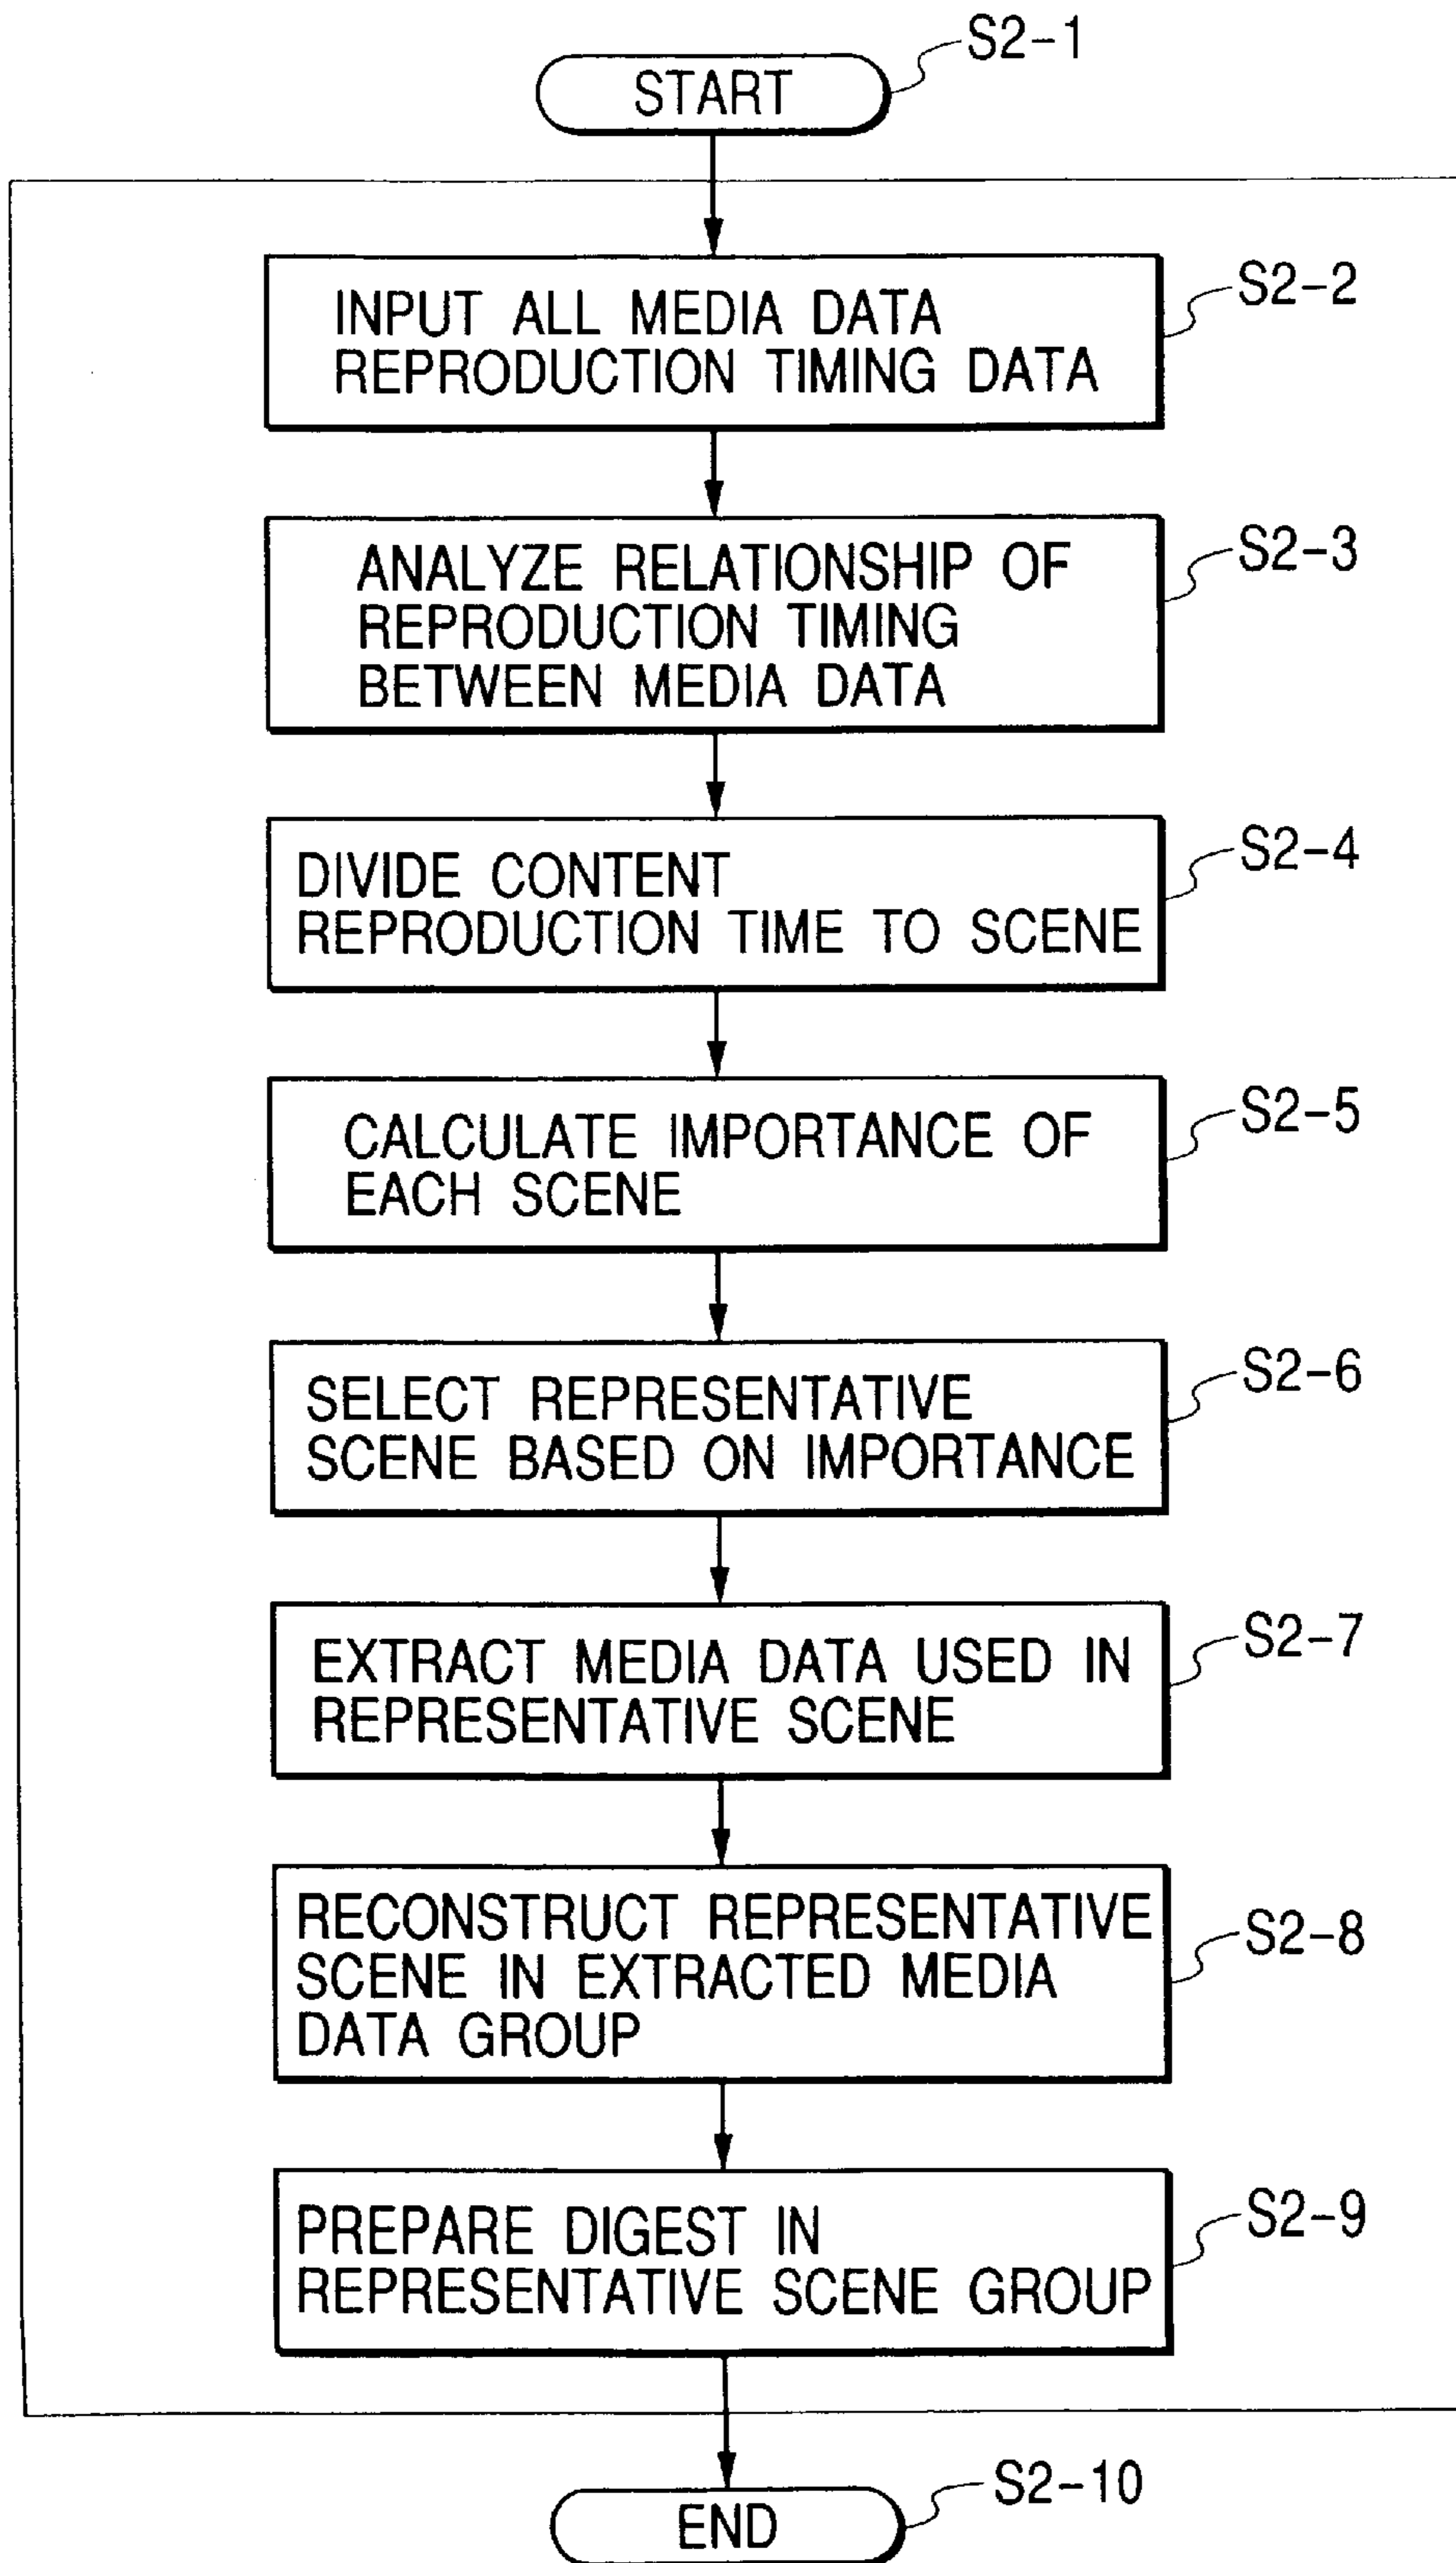 S2-1
START
S2-2
INPUT ALL MEDIA DATA
REPRODUCTION TIMING DATA
S2-3
ANALYZE RELATIONSHIP OF
REPRODUCTION TIMING
BETWEEN MEDIA DATA
S2-4
DIVIDE CONTENT
REPRODUCTION TIME TO SCENE
S2-5
CALCULATE IMPORTANCE OF
EACH SCENE
S2-6
SELECT REPRESENTATIVE
SCENE BASED ON IMPORTANCE
S2-7
EXTRACT MEDIA DATA USED IN
REPRESENTATIVE SCENE
S2-8
RECONSTRUCT REPRESENTATIVE
SCENE IN EXTRACTED MEDIA
DATA GROUP
S2-9
PREPARE DIGEST IN
REPRESENTATIVE SCENE GROUP
S2-10
END